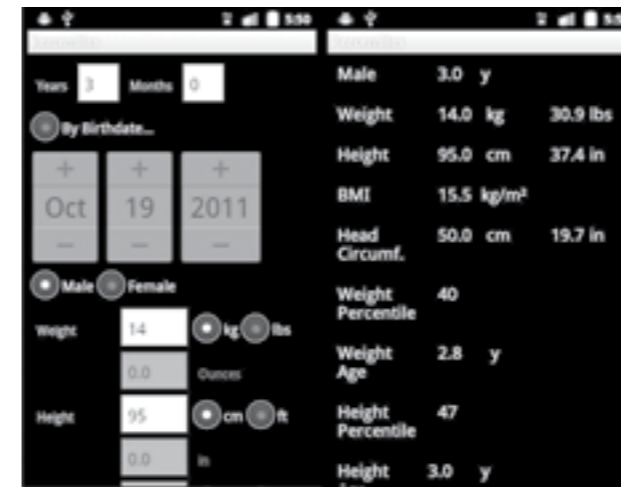 5:50
Years 3 Months 0
By Birthdate...
+ + +
Oct 19 2011
− − −
Male Female
Weight 14 kg lbs
0.0 Ounces
Height 95 cm ft
0.0 in
5:50
Male 3.0 y
Weight 14.0 kg 30.9 lbs
Height 95.0 cm 37.4 in
BMI 15.5 kg/m²
Head
Circumf. 50.0 cm 19.7 in
Weight
Percentile 40
Weight
Age 2.8 y
Height
Percentile 47
Height 3.0 y